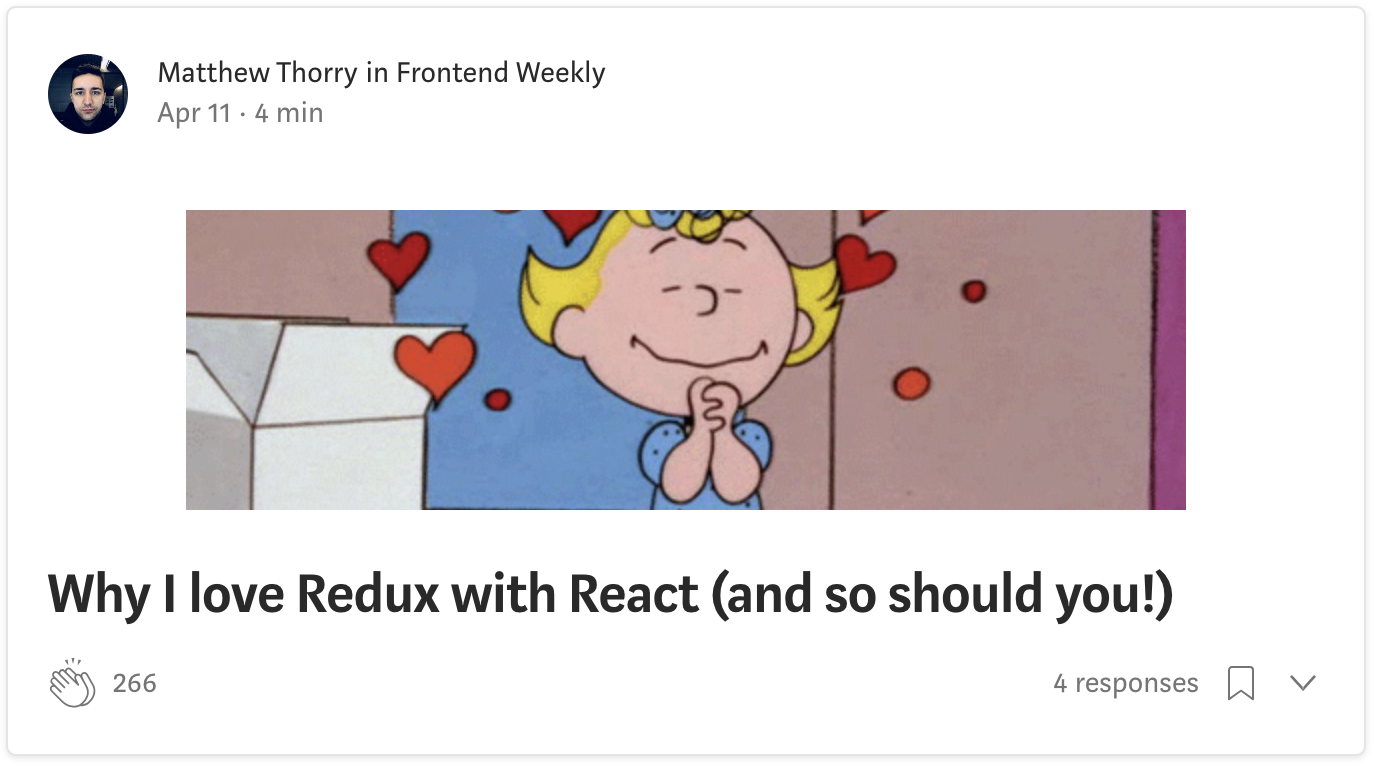 Matthew Thorry in Frontend Weekly
Apr 11 · 4 min
Why I love Redux with React (and so should you!)
266
4 responses